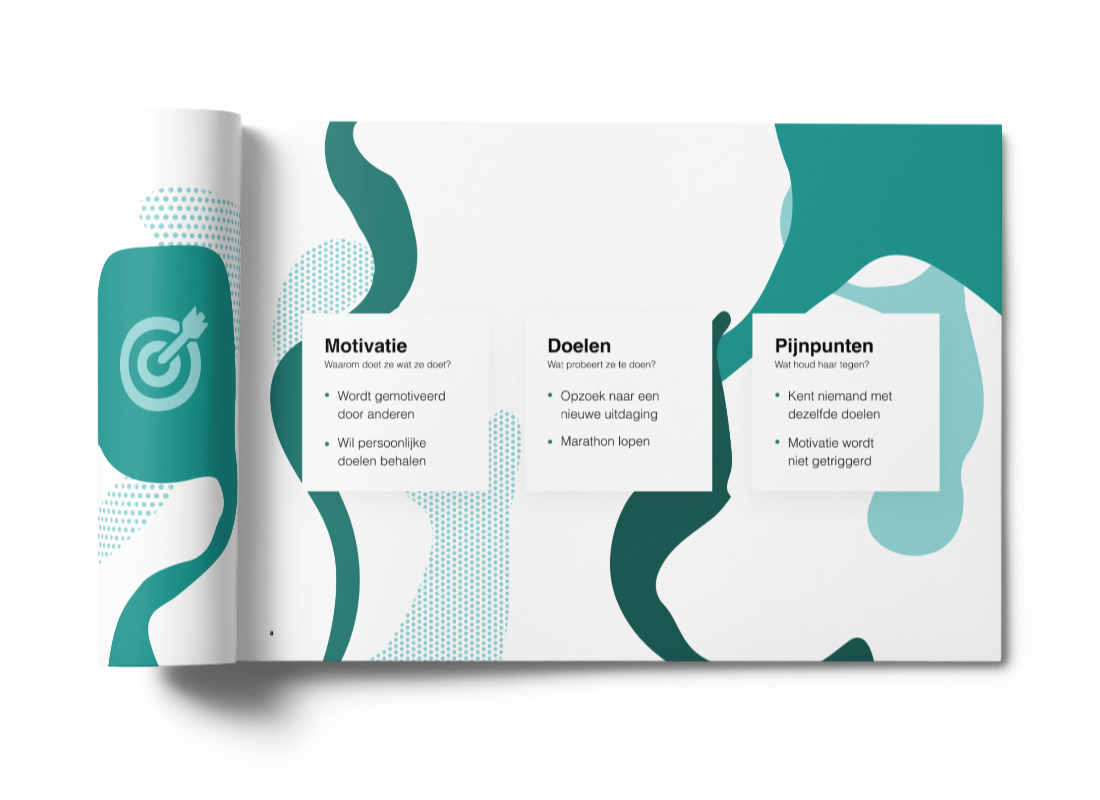 Motivatie
Waarom doet ze wat ze doet?
• Wordt gemotiveerd
door anderen
• Wil persoonlijke
doelen behalen
Doelen
Wat probeert ze te doen?
• Opzoek naar een
nieuwe uitdaging
• Marathon lopen
Pijnpunten
Wat houd haar tegen?
• Kent niemand met
dezelfde doelen
• Motivatie wordt
niet getriggerd